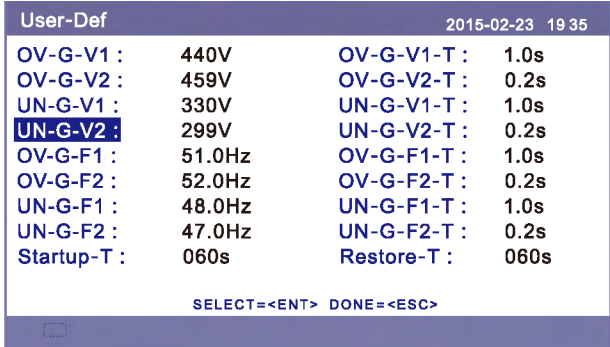 User-Def 2015-02-23 19 35
OV-G-V1 : 440V OV-G-V1-T : 1.0s
OV-G-V2 : 459V OV-G-V2-T : 0.2s
UN-G-V1 : 330V UN-G-V1-T : 1.0s
UN-G-V2 : 299V UN-G-V2-T : 0.2s
OV-G-F1 : 51.0Hz OV-G-F1-T : 1.0s
OV-G-F2 : 52.0Hz OV-G-F2-T : 0.2s
UN-G-F1 : 48.0Hz UN-G-F1-T : 1.0s
UN-G-F2 : 47.0Hz UN-G-F2-T : 0.2s
Startup-T : 060s Restore-T : 060s
SELECT=<ENT> DONE=<ESC>